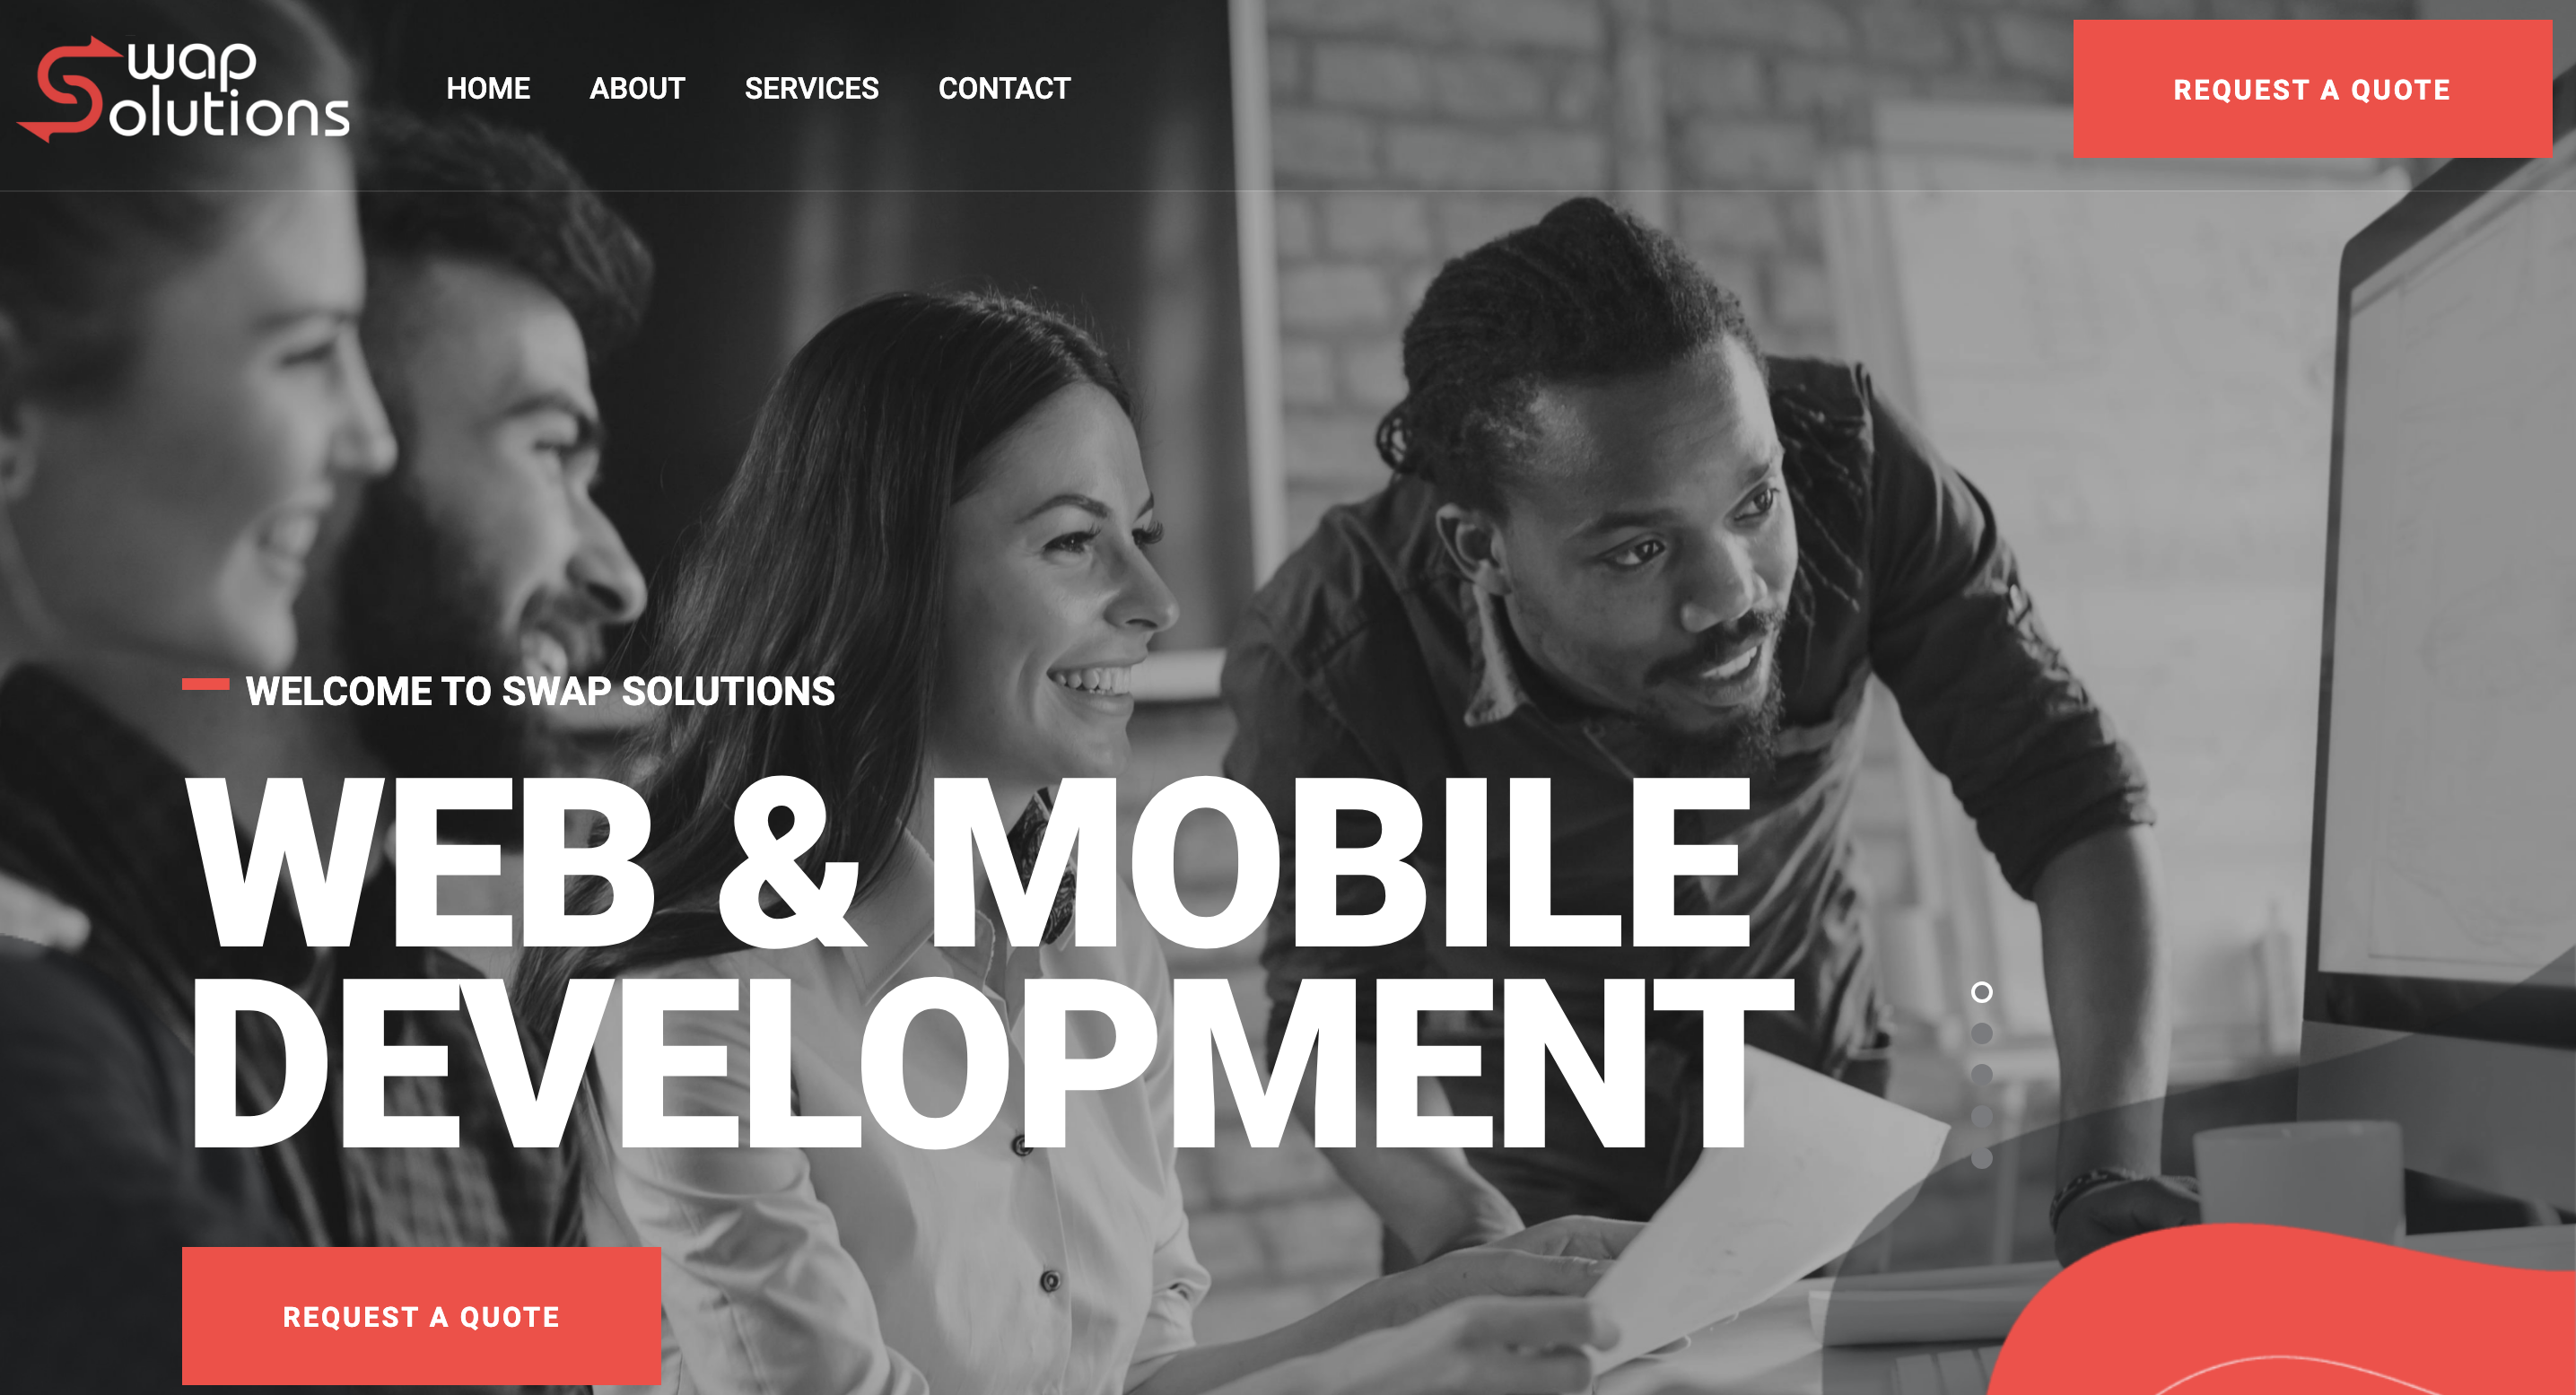 Swap
Solutions
HOME ABOUT SERVICES CONTACT
REQUEST A QUOTE
WELCOME TO SWAP SOLUTIONS
WEB & MOBILE
DEVELOPMENT
REQUEST A QUOTE